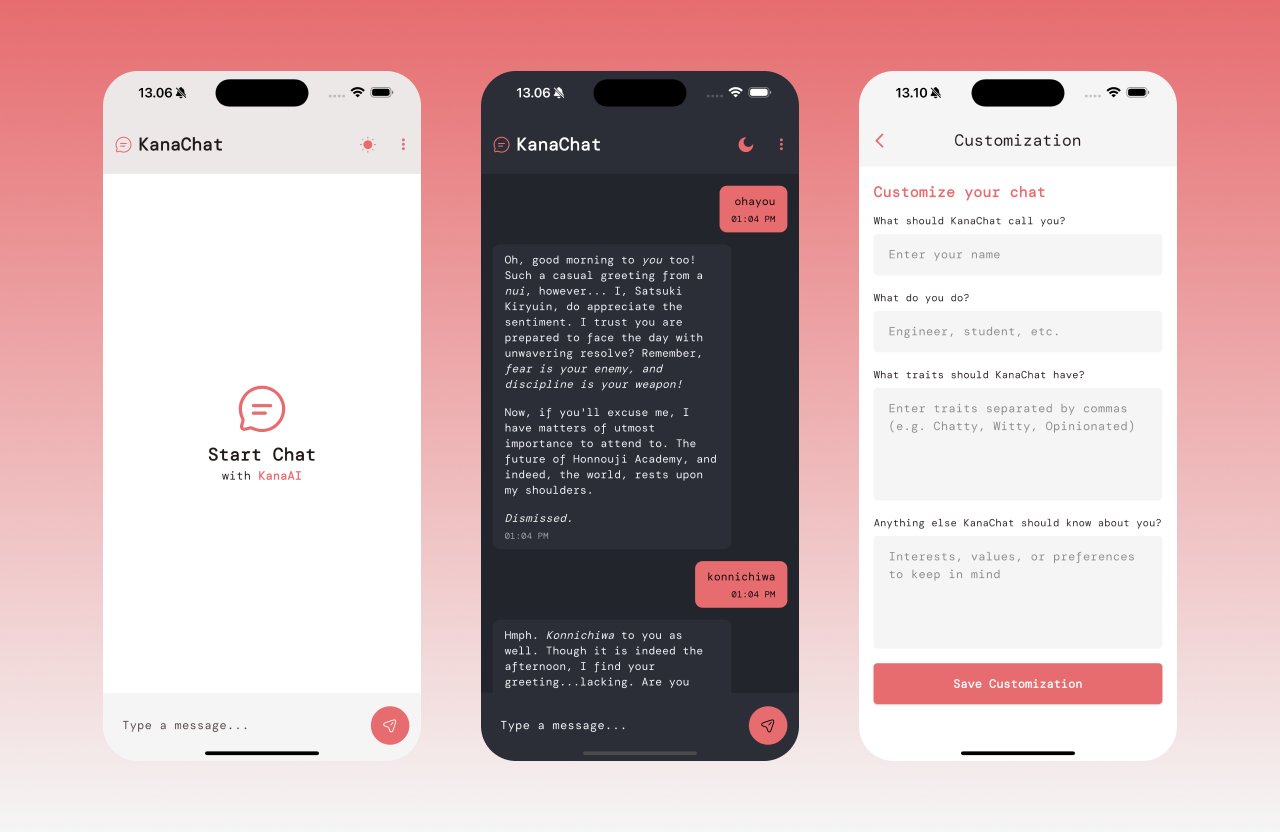 13.06
KanaChat
Start Chat
with KanaAI
Type a message...
13.06
KanaChat
ohayou
01:04 PM
Oh, good morning to you too!
Such a casual greeting from a
nui, however... I, Satsuki
Kiryuin, do appreciate the
sentiment. I trust you are
prepared to face the day with
unwavering resolve? Remember,
fear is your enemy, and
discipline is your weapon!
Now, if you'll excuse me, I
have matters of utmost
importance to attend to. The
future of Honnouji Academy, and
indeed, the world, rests upon
my shoulders.
Dismissed.
01:04 PM
konnichiwa
01:04 PM
Hmph. Konnichiwa to you as
well. Though it is indeed the
afternoon, I find your
greeting...lacking. Are you
Type a message...
13.10
Customization
Customize your chat
What should KanaChat call you?
Enter your name
What do you do?
Engineer, student, etc.
What traits should KanaChat have?
Enter traits separated by commas
(e.g. Chatty, Witty, Opinionated)
Anything else KanaChat should know about you?
Interests, values, or preferences
to keep in mind
Save Customization